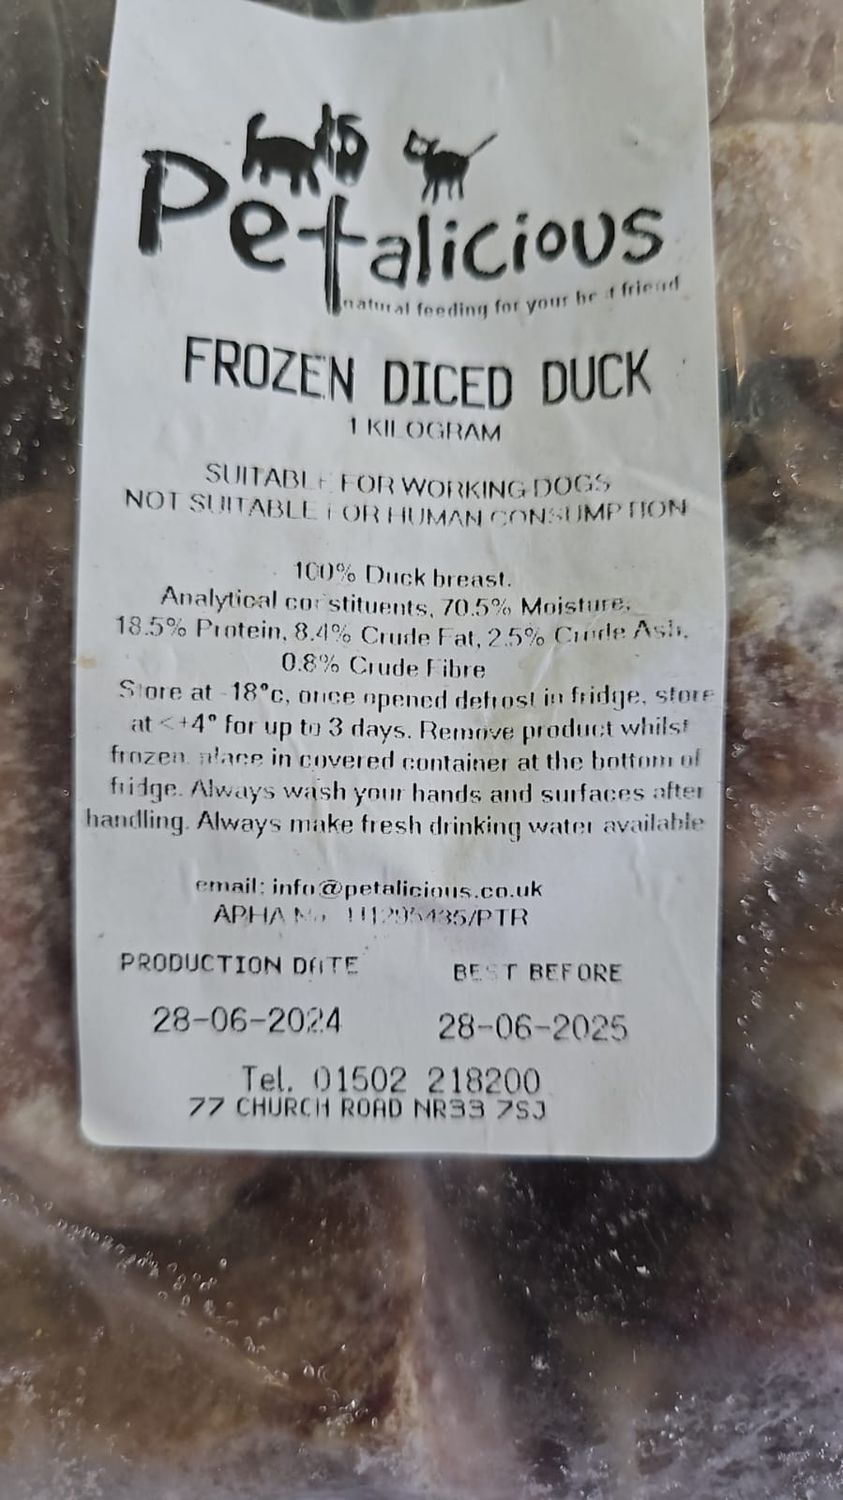 Petalicious
natural feeding for your best friend
FROZEN DICED DUCK
1 KILOGRAM
SUITABLE FOR WORKING DOGS
NOT SUITABLE FOR HUMAN CONSUMPTION
100% Duck breast.
Analytical constituents, 70.5% Moisture,
18.5% Protein, 8.4% Crude Fat, 2.5% Crude Ash,
0.8% Crude Fibre
Store at -18°c, once opened defrost in fridge, store
at <+4° for up to 3 days. Remove product whilst
frozen, place in covered container at the bottom of
fridge. Always wash your hands and surfaces after
handling. Always make fresh drinking water available
email: info@petalicious.co.uk
APHA No.
PRODUCTION DATE BEST BEFORE
28-06-2024 28-06-2025
Tel. 01502 218200
77 CHURCH ROAD NR33 7SJ